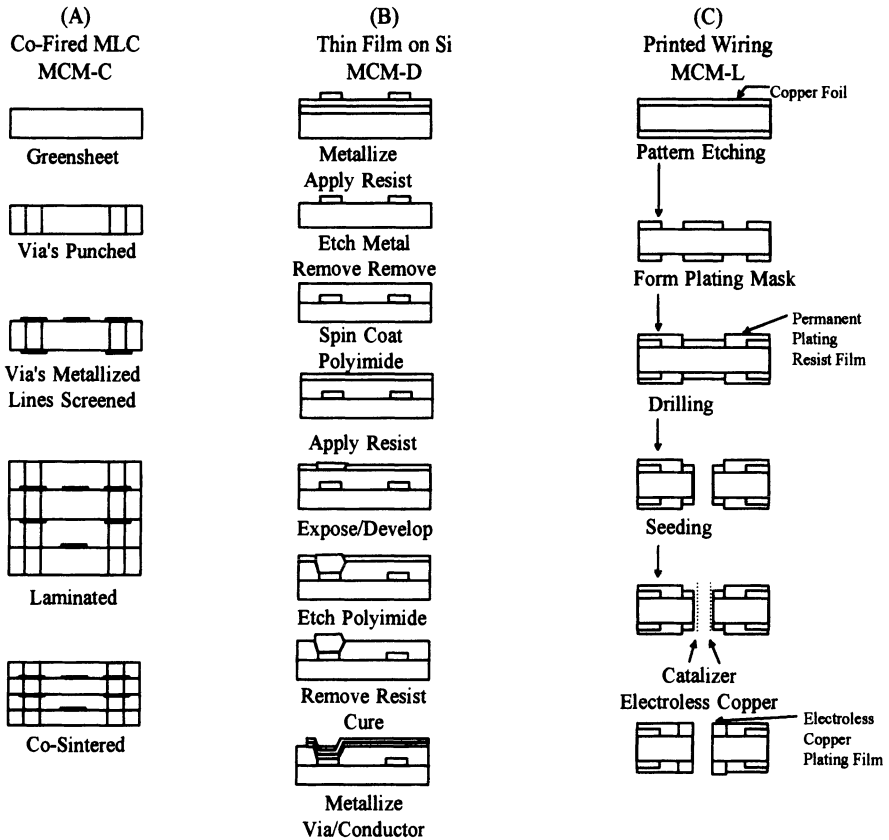 (A)
Co-Fired MLC
MCM-C
Greensheet
Via's Punched
Via's Metallized
Lines Screened
Laminated
Co-Sintered
(B)
Thin Film on Si
MCM-D
Metallize
Apply Resist
Etch Metal
Remove Remove
Spin Coat
Polyimide
Apply Resist
Expose/Develop
Etch Polyimide
Remove Resist
Cure
Metallize
Via/Conductor
(C)
Printed Wiring
MCM-L
Copper Foil
Pattern Etching
Form Plating Mask
Permanent
Plating
Resist Film
Drilling
Seeding
Catalizer
Electroless Copper
Electroless
Copper
Plating Film